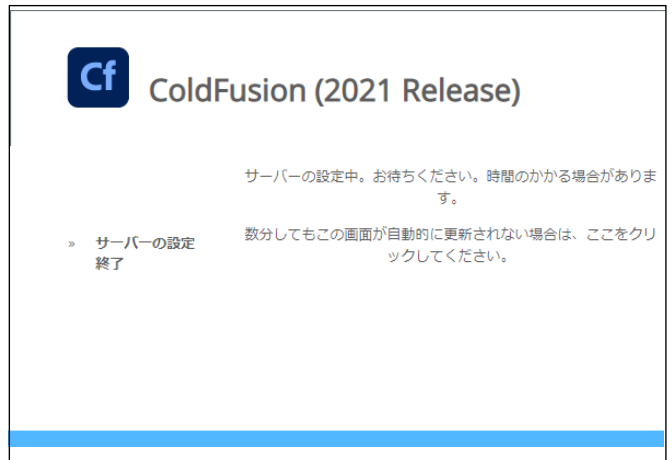 Cf
ColdFusion (2021 Release)
サーバーの設定中。お待ちください。時間のかかる場合がありま
す。
» サーバーの設定
終了
数分してもこの画面が自動的に更新されない場合は、ここをクリ
ックしてください。